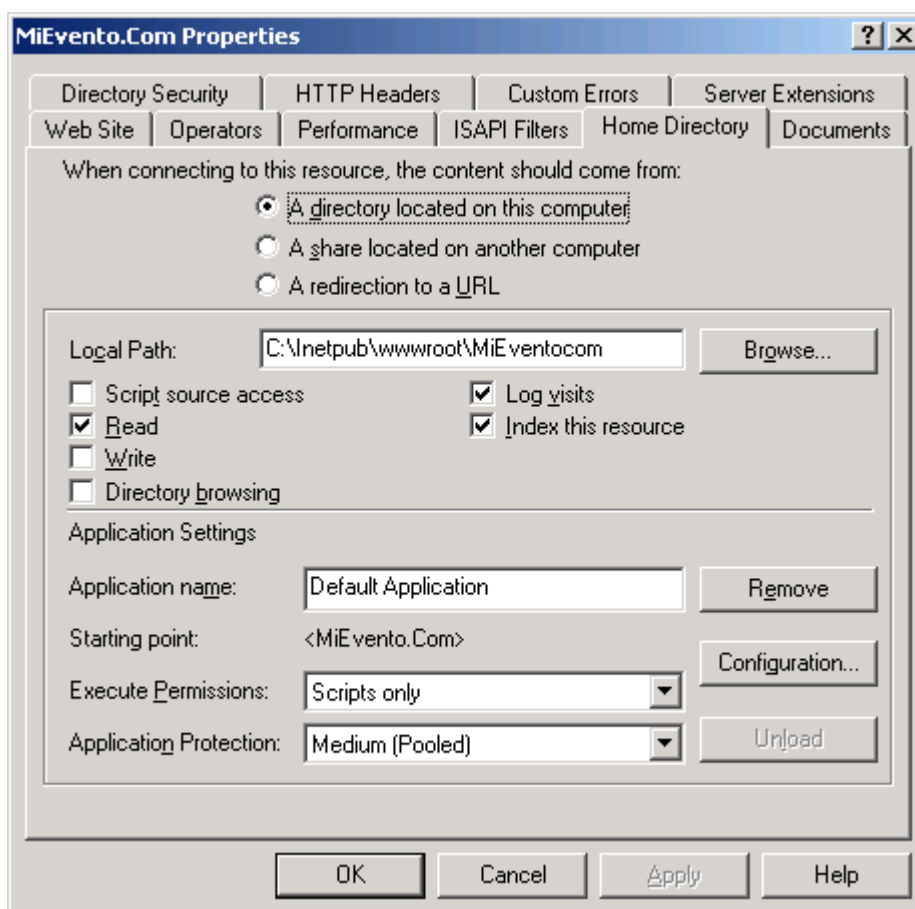 MiEvento.Com Properties
Directory Security HTTP Headers Custom Errors Server Extensions
Web Site Operators Performance ISAPI Filters Home Directory Documents
When connecting to this resource, the content should come from:
A directory located on this computer
A share located on another computer
A redirection to a URL
Local Path: C:\Inetpub\wwwroot\MiEventocom Browse...
Script source access Log visits
Read Index this resource
Write
Directory browsing
Application Settings
Application name: Default Application Remove
Starting point: <MiEvento.Com>
Configuration...
Execute Permissions: Scripts only
Application Protection: Medium (Pooled) Unload
OK Cancel Apply Help